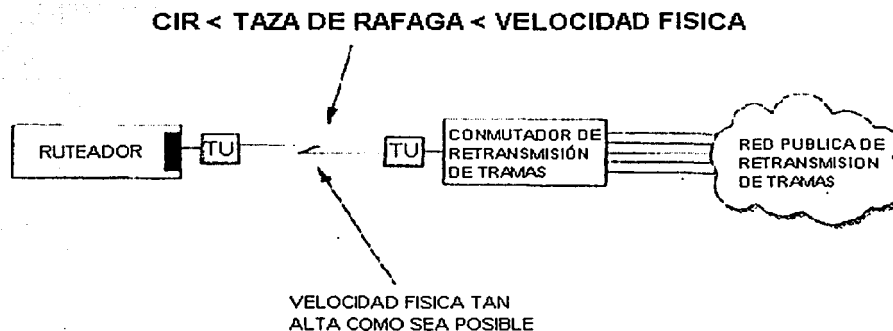 CIR < TAZA DE RAFAGA < VELOCIDAD FISICA
RUTEADOR
TU
TU
CONMUTADOR DE
RETRANSMISIÓN
DE TRAMAS
RED PUBLICA DE
RETRANSMISION
DE TRAMAS
VELOCIDAD FISICA TAN
ALTA COMO SEA POSIBLE